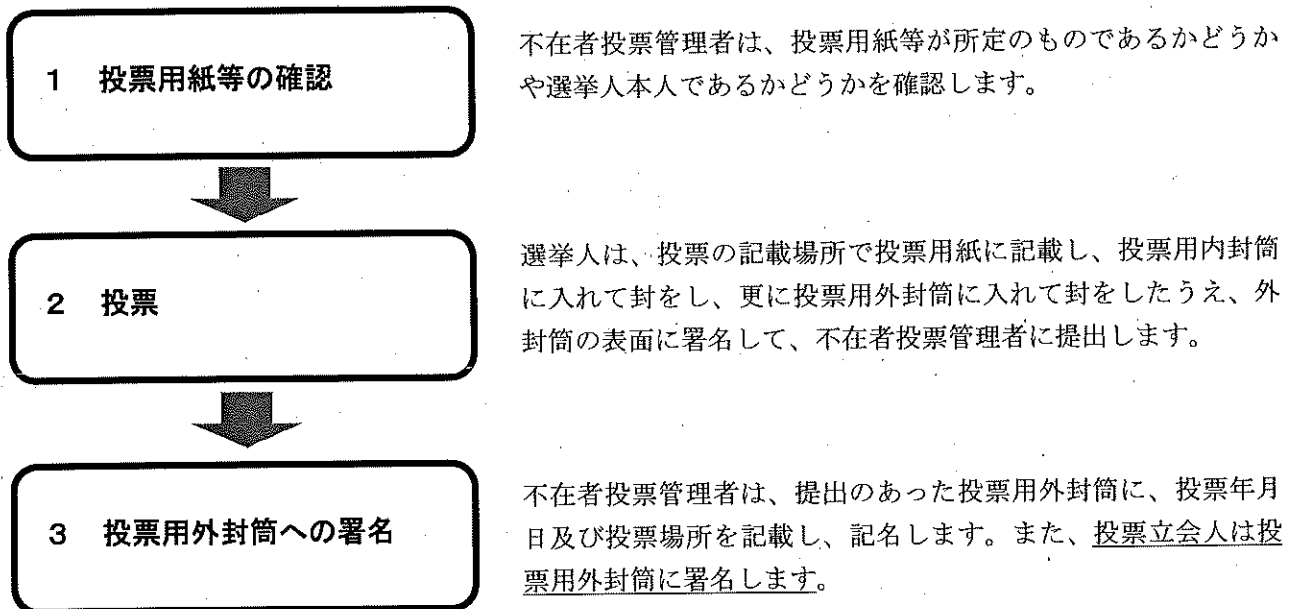 1 投票用紙等の確認
不在者投票管理者は、投票用紙等が所定のものであるかどうか
や選挙人本人であるかどうかを確認します。
2 投票
選挙人は、投票の記載場所で投票用紙に記載し、投票用内封筒
に入れて封をし、更に投票用外封筒に入れて封をしたうえ、外
封筒の表面に署名して、不在者投票管理者に提出します。
3 投票用外封筒への署名
不在者投票管理者は、提出のあった投票用外封筒に、投票年月
日及び投票場所を記載し、記名します。また、投票立会人は投
票用外封筒に署名します。